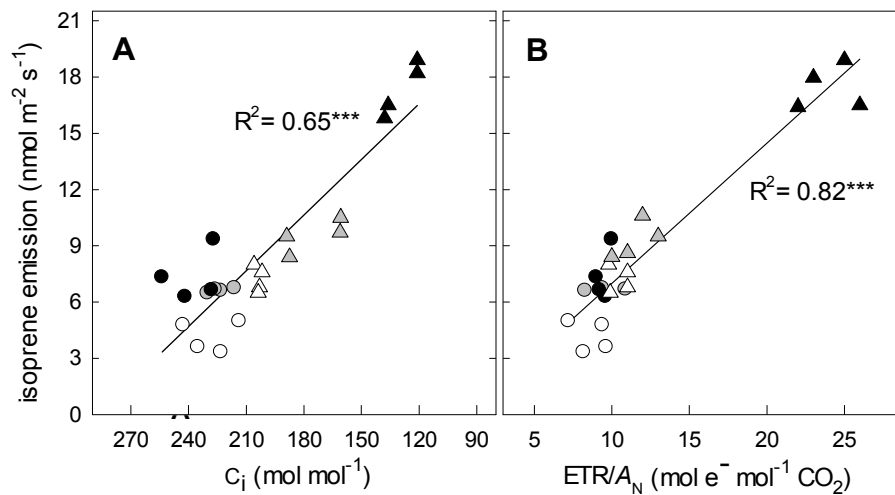 21
18
15
12
9
6
3
0
isoprene emission (nmol m⁻² s⁻¹)
A
R²= 0.65***
270 240 210 180 150 120 90
Cᵢ (mol mol⁻¹)
B
R²= 0.82***
5 10 15 20 25
ETR/A_N (mol e⁻ mol⁻¹ CO₂)